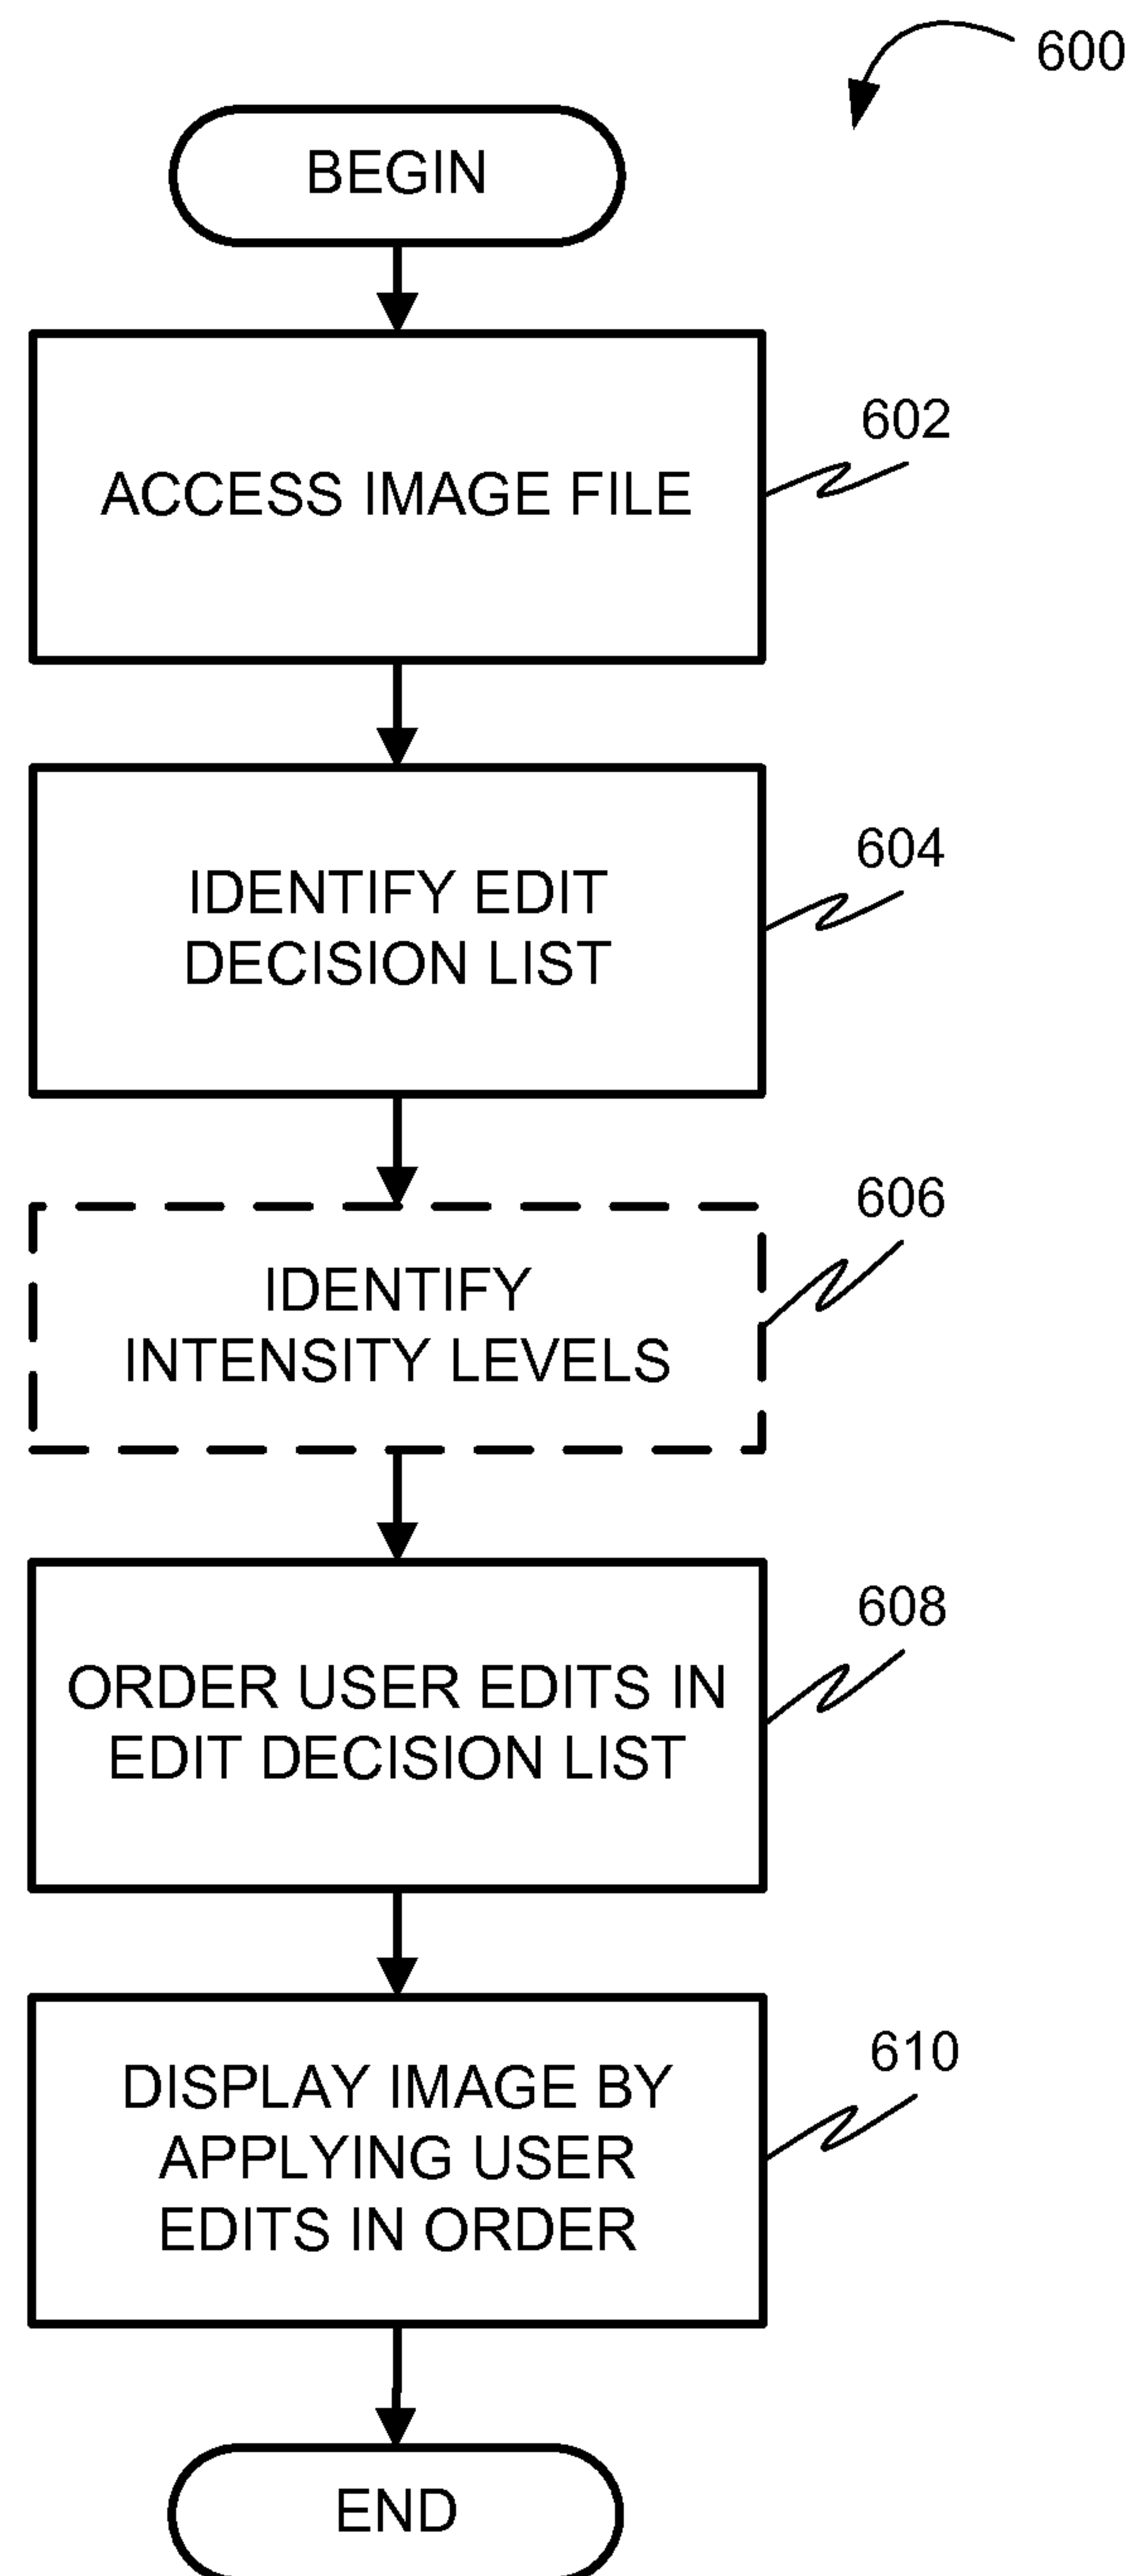 600
BEGIN
602
ACCESS IMAGE FILE
604
IDENTIFY EDIT
DECISION LIST
606
IDENTIFY
INTENSITY LEVELS
608
ORDER USER EDITS IN
EDIT DECISION LIST
610
DISPLAY IMAGE BY
APPLYING USER
EDITS IN ORDER
END